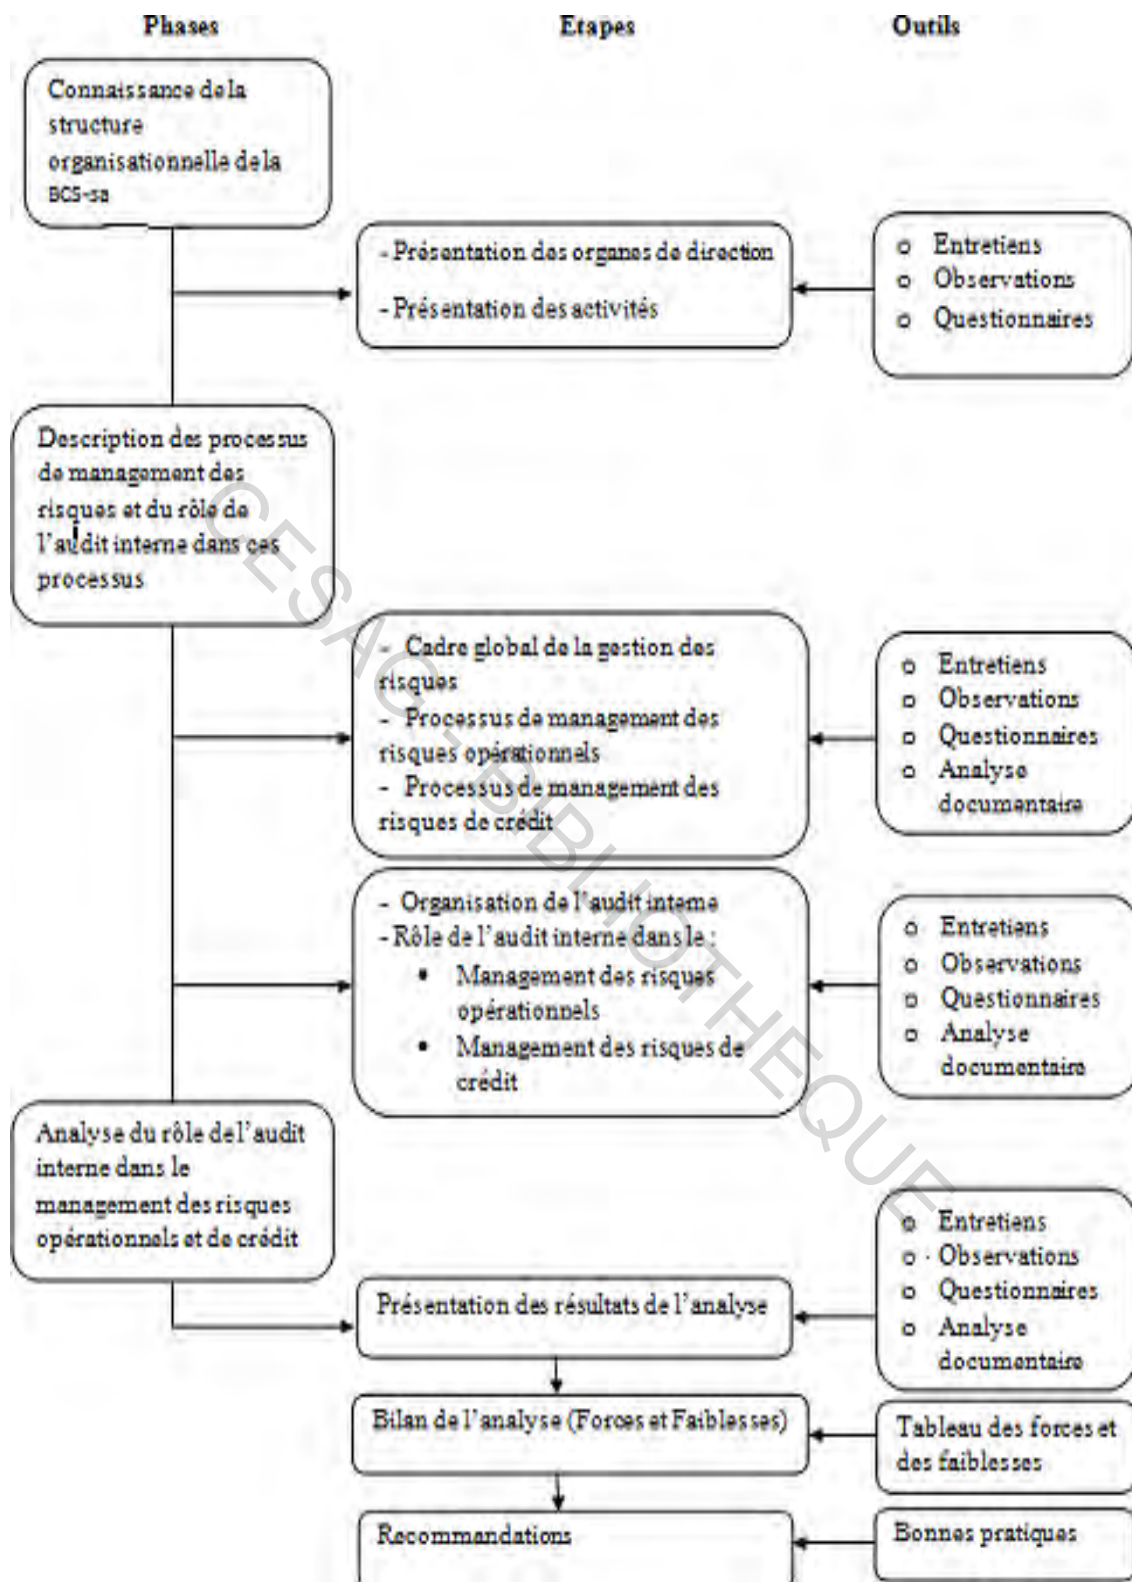 Phases
Etapes
Outils
Connaissance de la
structure
organisationnelle de la
BCS-sa
- Présentation des organes de direction
- Présentation des activités
o Entretiens
o Observations
o Questionnaires
Description des processus
de management des
risques et du rôle de
l'audit interne dans ces
processus
- Cadre global de la gestion des
risques
- Processus de management des
risques opérationnels
- Processus de management des
risques de crédit
o Entretiens
o Observations
o Questionnaires
o Analyse
documentaire
- Organisation de l'audit interne
- Rôle de l'audit interne dans le :
▪ Management des risques
opérationnels
• Management des risques de
crédit
o Entretiens
o Observations
o Questionnaires
o Analyse
documentaire
Analyse du rôle de l'audit
interne dans le
management des risques
opérationnels et de crédit
Présentation des résultats de l'analyse
o Entretiens
o Observations
o Questionnaires
o Analyse
documentaire
Bilan de l'analyse (Forces et Faiblesses)
Tableau des forces et
des faiblesses
Recommandations
Bonnes pratiques
CESAG - BIBLIOTHEQUE